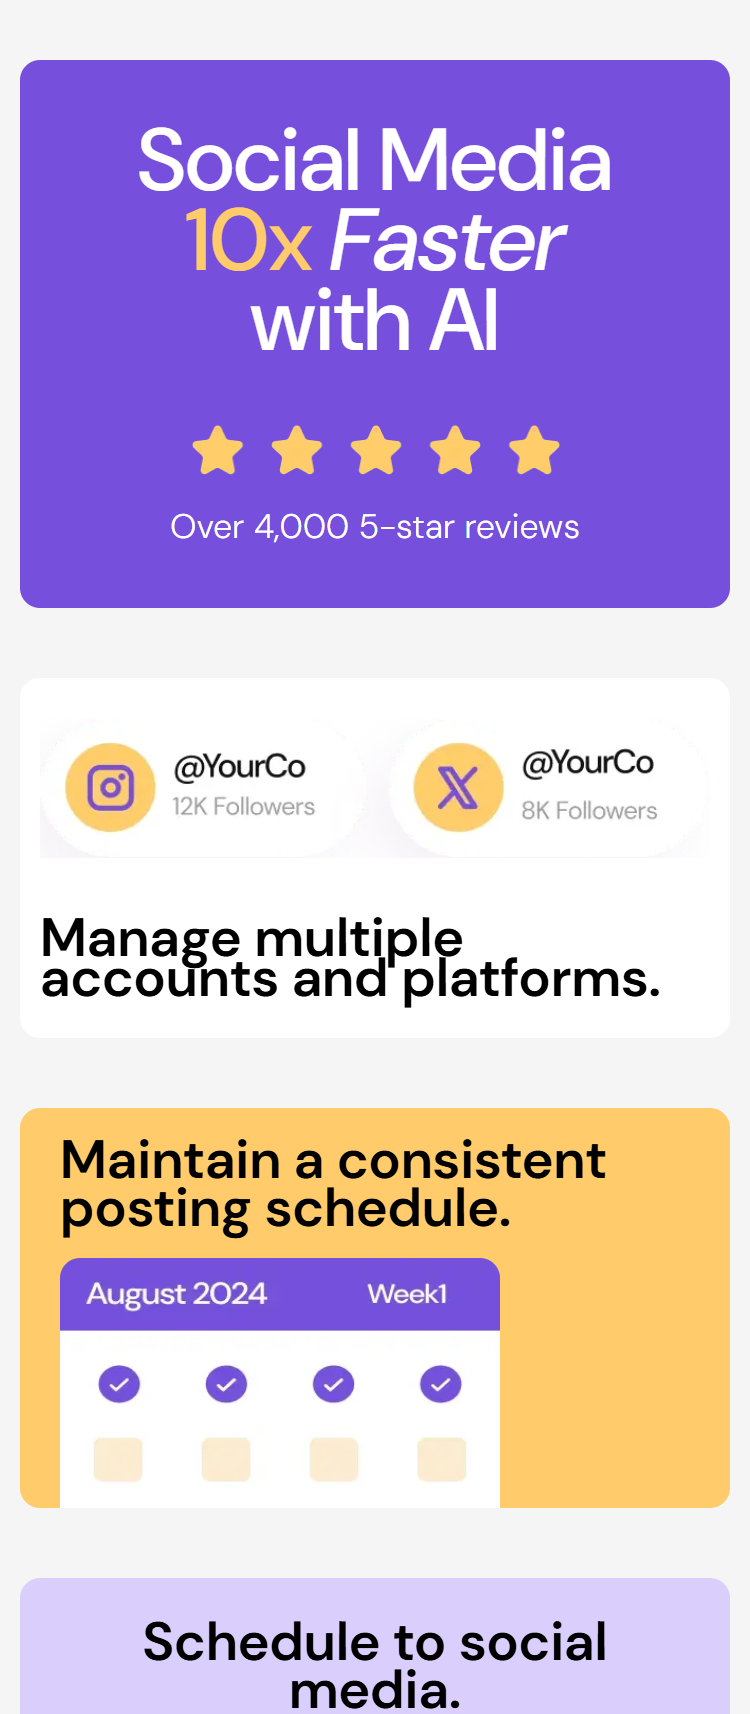 Social Media
10x Faster
with AI
Over 4,000 5-star reviews
@YourCo
12K Followers
@YourCo
8K Followers
Manage multiple
accounts and platforms.
Maintain a consistent
posting schedule.
August 2024 Week1
Schedule to social
media.